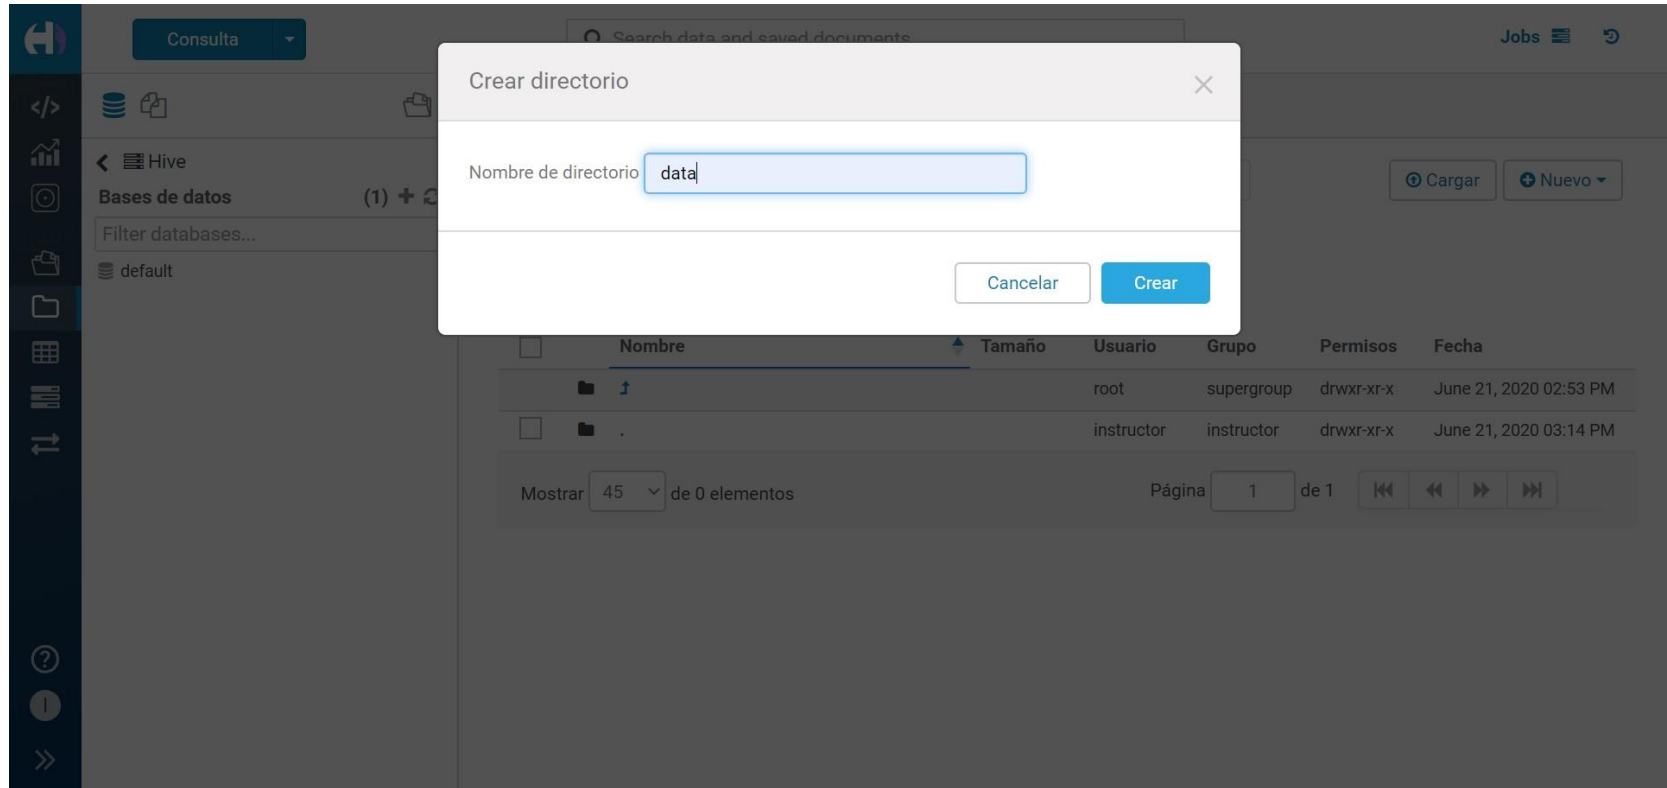 Consulta
Search data and saved documents...
Jobs
Crear directorio
Nombre de directorio data
Cancelar Crear
Hive
Bases de datos (1)
Filter databases...
default
Cargar Nuevo
Nombre Tamaño Usuario Grupo Permisos Fecha
root supergroup drwxr-xr-x June 21, 2020 02:53 PM
. instructor instructor drwxr-xr-x June 21, 2020 03:14 PM
Mostrar 45 de 0 elementos Página 1 de 1
I